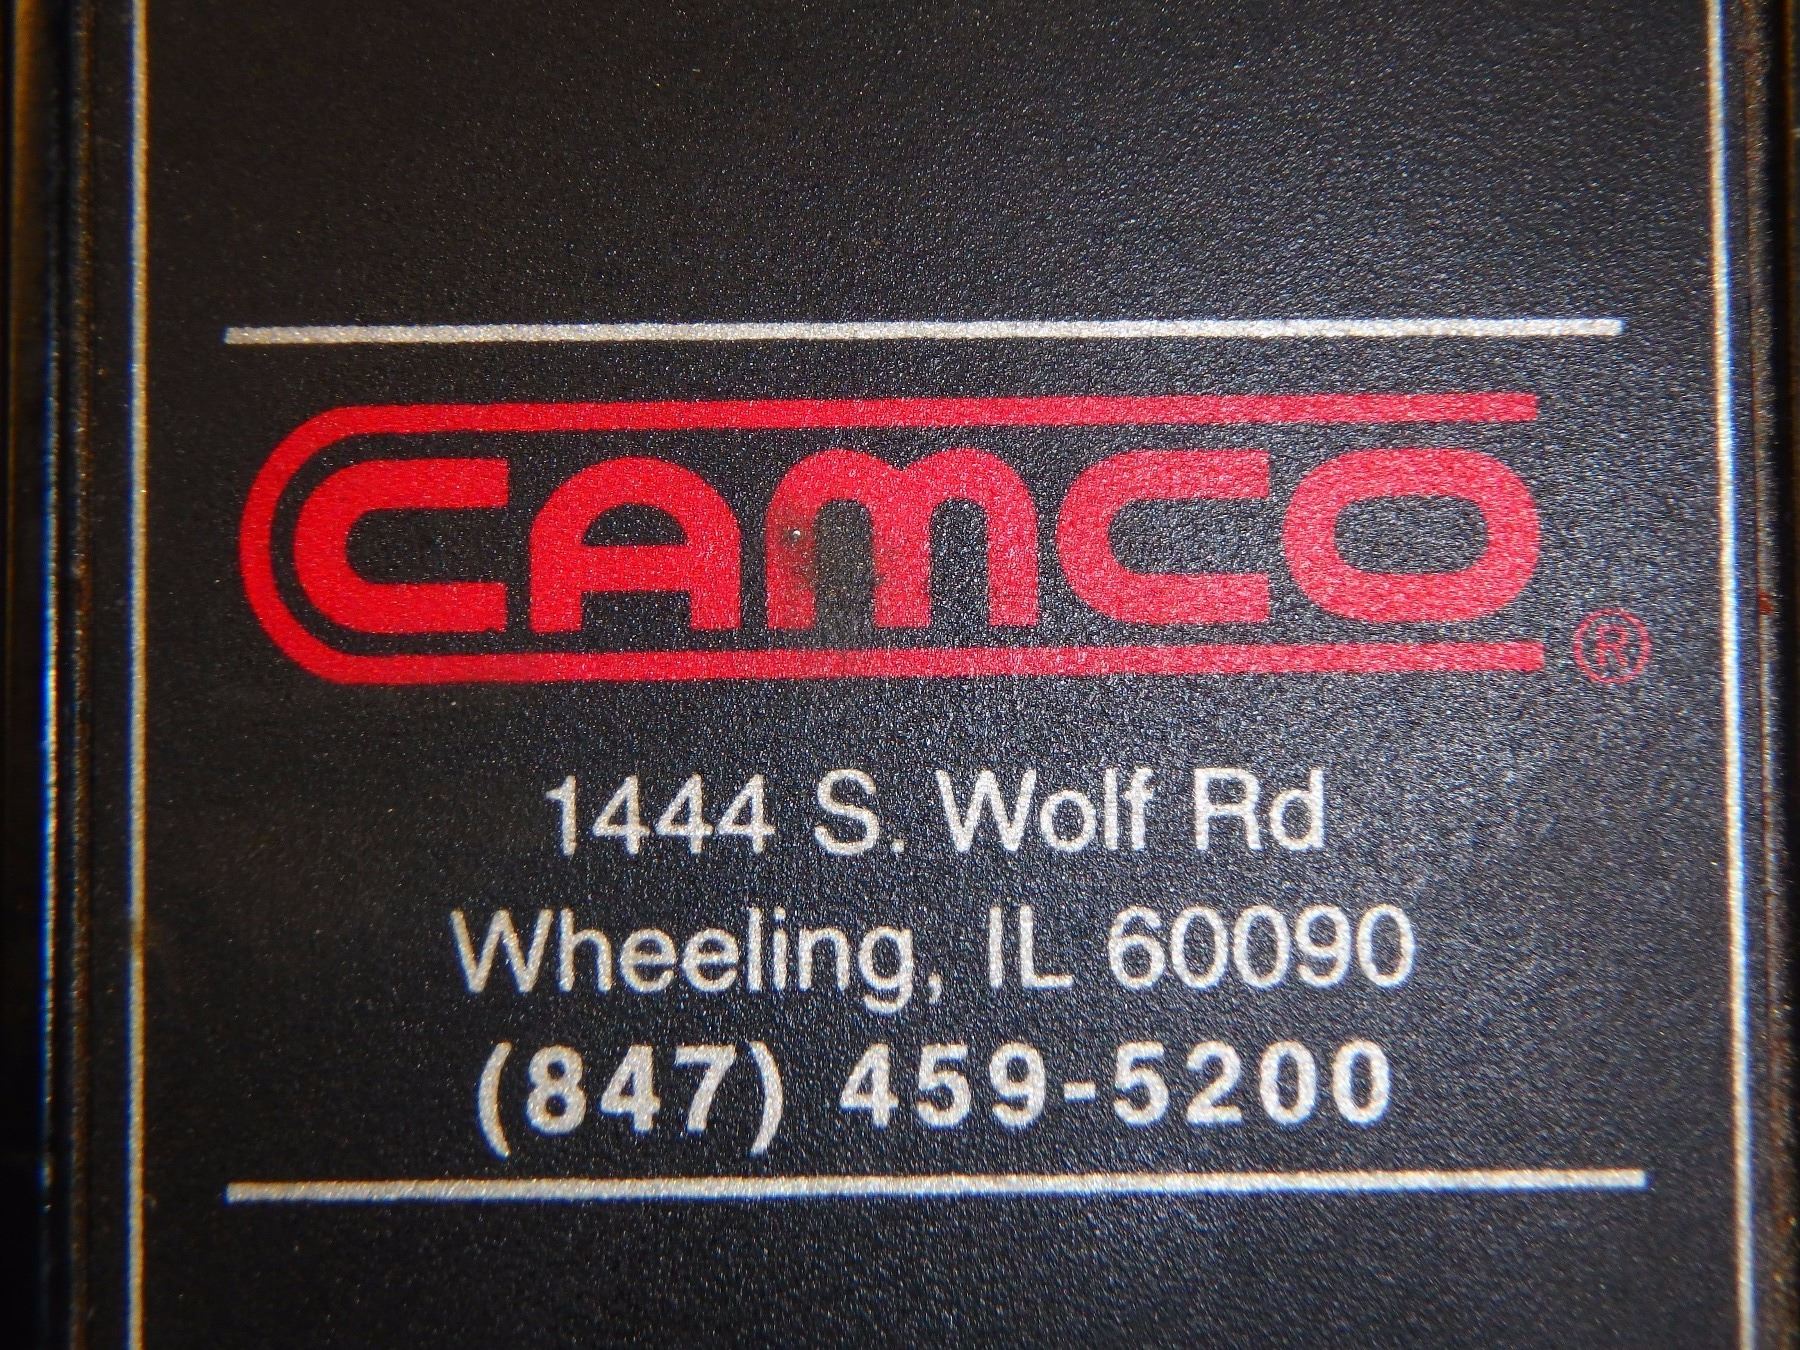 CAMCO ®
1444 S. Wolf Rd
Wheeling, IL 60090
(847) 459-5200